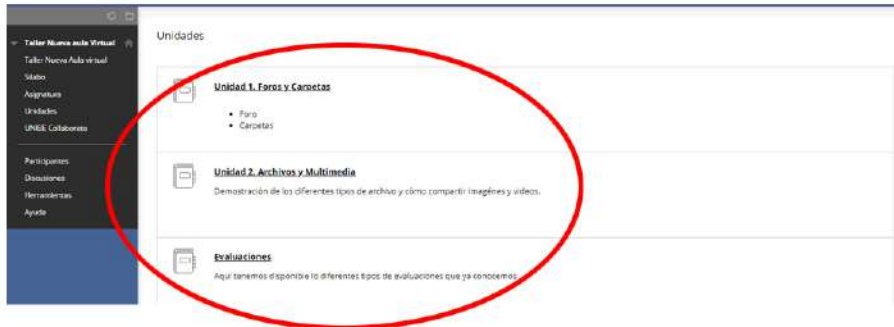 Taller Nueva aula Virtual
Taller Nueva Aula virtual
Sílabo
Asignatura
Unidades
UNIBE Collaborate
Participantes
Discusiones
Herramientas
Ayuda
Unidades
Unidad 1. Foros y Carpetas
Foro
Carpetas
Unidad 2. Archivos y Multimedia
Demostración de los diferentes tipos de archivo y cómo compartir imagénes y videos.
Evaluaciones
Aquí tenemos disponible lo diferentes tipos de evaluaciones que ya conocemos